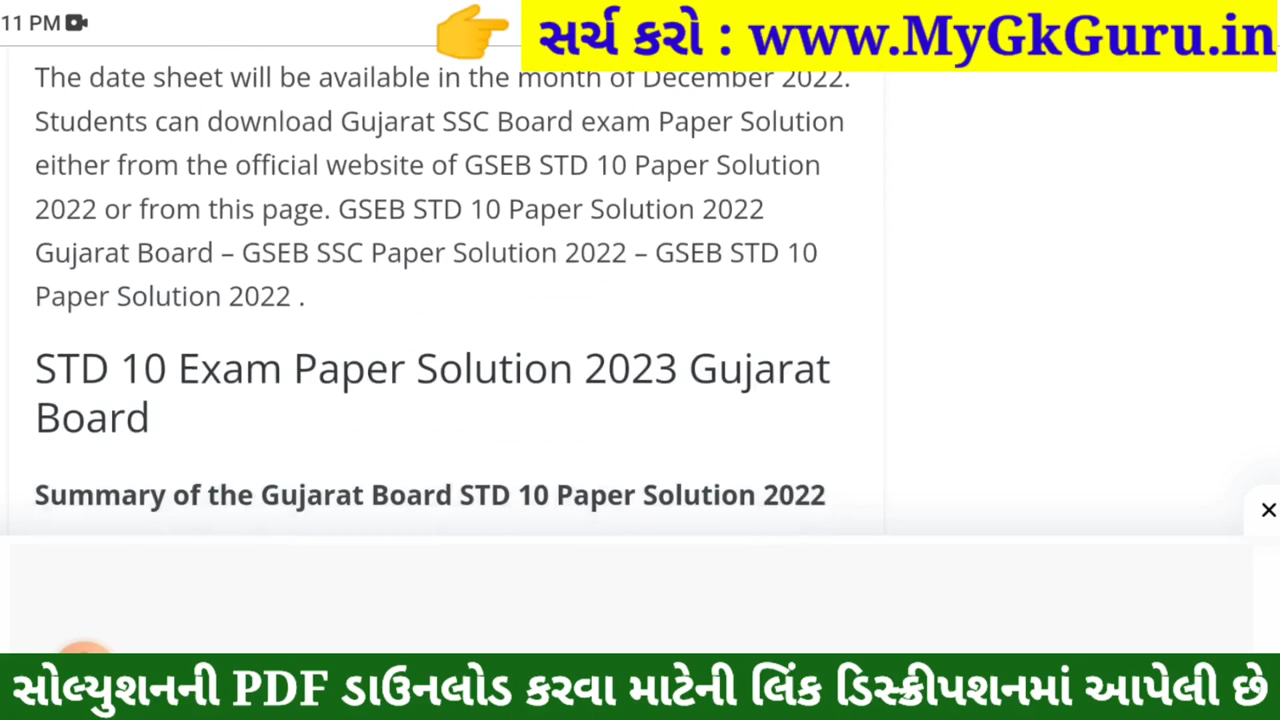 11 PM
સર્ચ કરો : www.MyGkGuru.in
The date sheet will be available in the month of December 2022.
Students can download Gujarat SSC Board exam Paper Solution
either from the official website of GSEB STD 10 Paper Solution
2022 or from this page. GSEB STD 10 Paper Solution 2022
Gujarat Board – GSEB SSC Paper Solution 2022 – GSEB STD 10
Paper Solution 2022 .
STD 10 Exam Paper Solution 2023 Gujarat
Board
Summary of the Gujarat Board STD 10 Paper Solution 2022
સોલ્યુશનની PDF ડાઉનલોડ કરવા માટેની લિંક ડિસ્ક્રીપશનમાં આપેલી છે